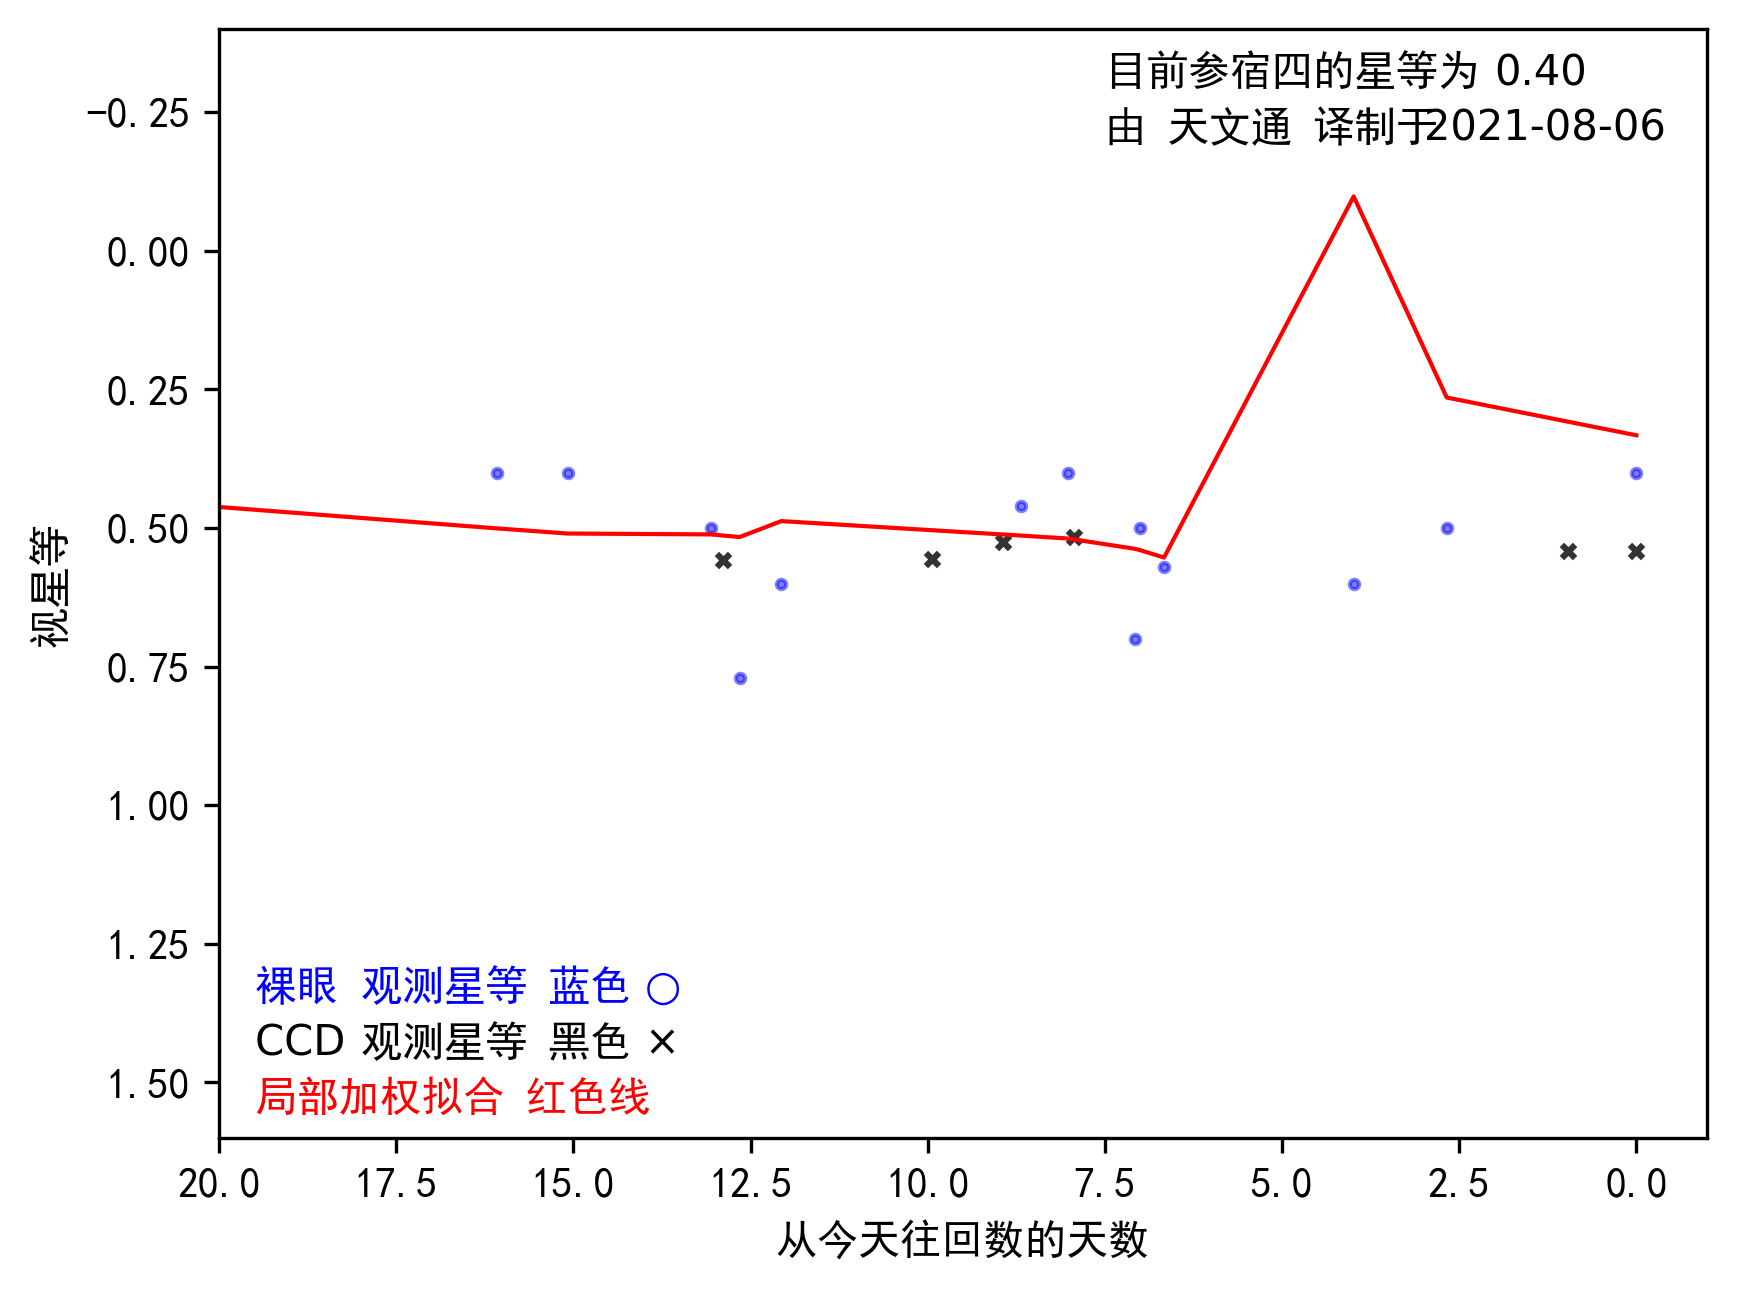 目前参宿四的星等为 0.40
由 天文通 译制于2021-08-06
−0.25
0.00
0.25
0.50
0.75
1.00
1.25
1.50
视星等
裸眼 观测星等 蓝色 ○
CCD 观测星等 黑色 ×
局部加权拟合 红色线
20.0 17.5 15.0 12.5 10.0 7.5 5.0 2.5 0.0
从今天往回数的天数